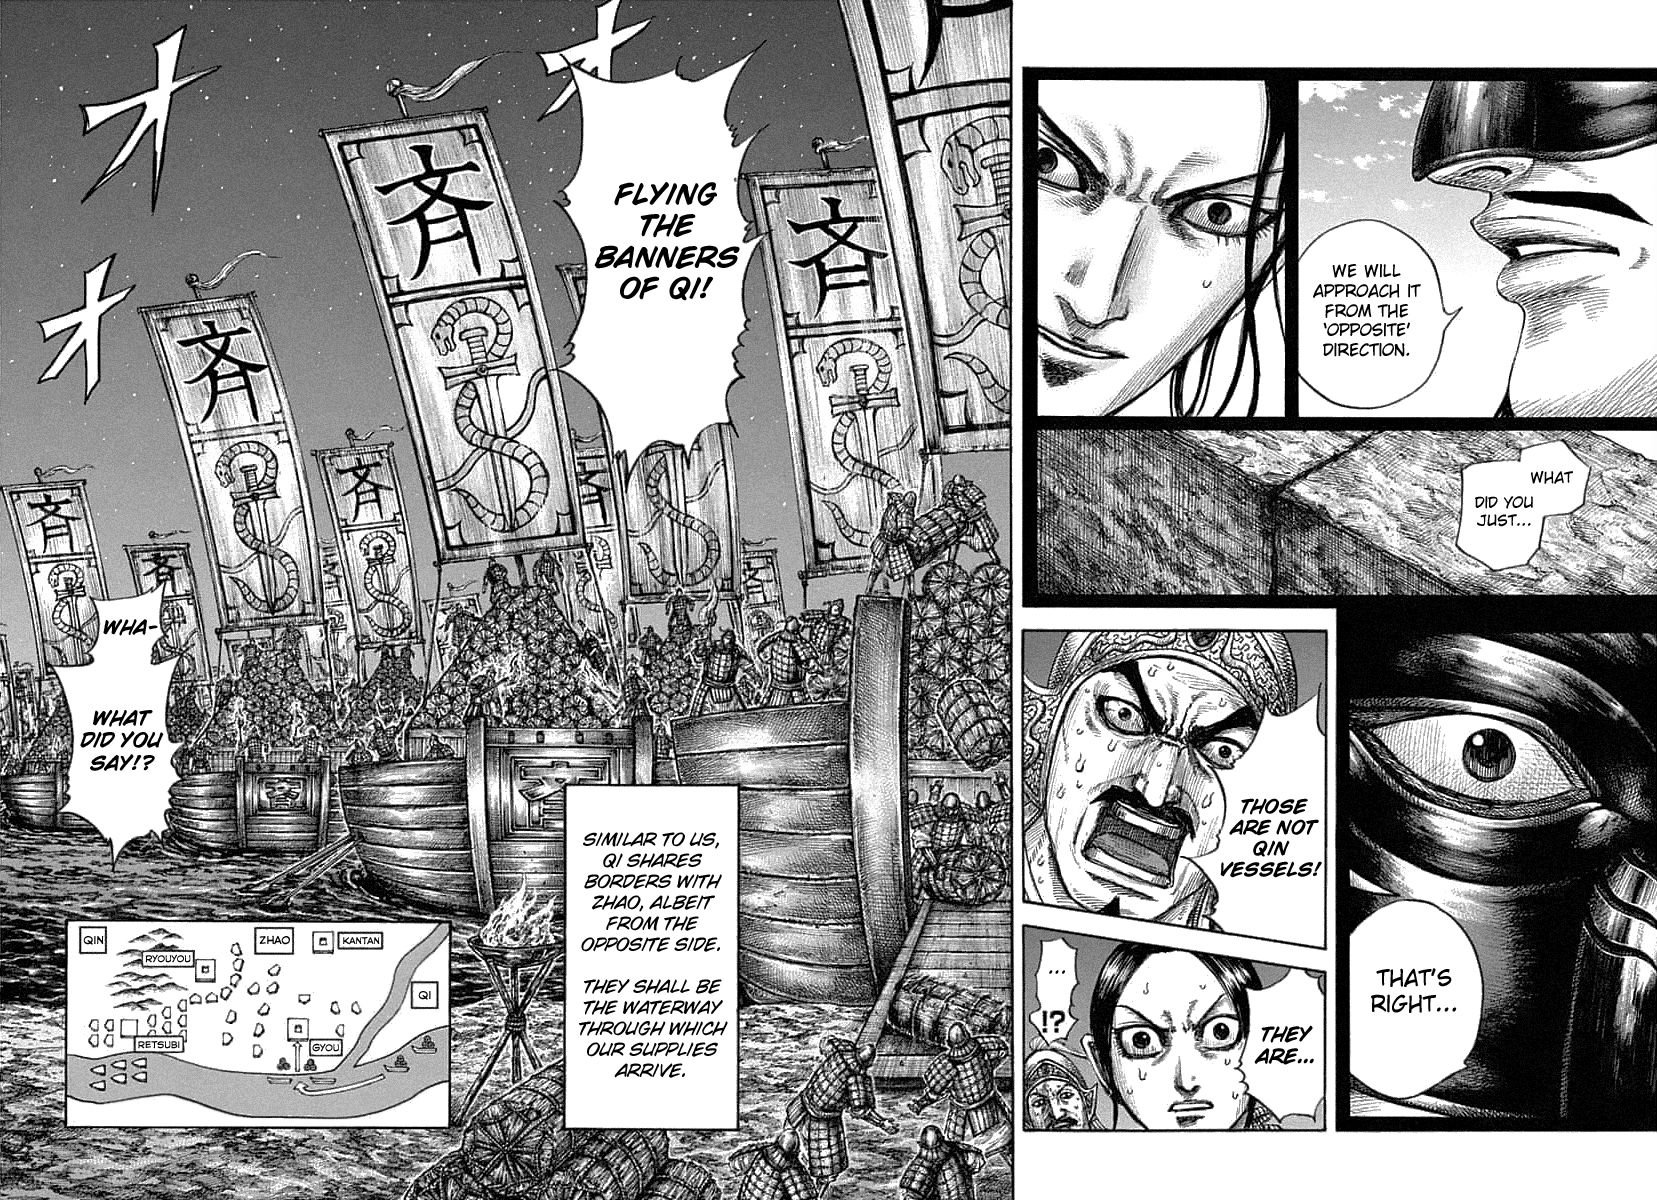 WE WILL
APPROACH IT
FROM THE
'OPPOSITE'
DIRECTION.
WHAT
DID YOU
JUST...
THAT'S
RIGHT...
THOSE
ARE NOT
QIN
VESSELS!
THEY
ARE...
...
!?
FLYING
THE
BANNERS
OF QI!
オ
オ
オ
斉
斉
斉
斉
斉
斉
WHA-
WHAT
DID YOU
SAY!?
SIMILAR TO US,
QI SHARES
BORDERS WITH
ZHAO, ALBEIT
FROM THE
OPPOSITE SIDE.
THEY SHALL BE
THE WATERWAY
THROUGH WHICH
OUR SUPPLIES
ARRIVE.
QIN
ZHAO
KANTAN
RYOUYOU
QI
RETSUBI
GYOU